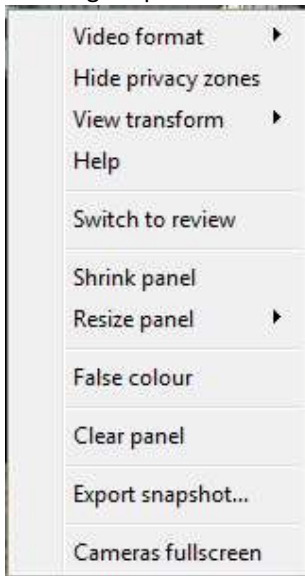 Video format
Hide privacy zones
View transform
Help
Switch to review
Shrink panel
Resize panel
False colour
Clear panel
Export snapshot...
Cameras fullscreen